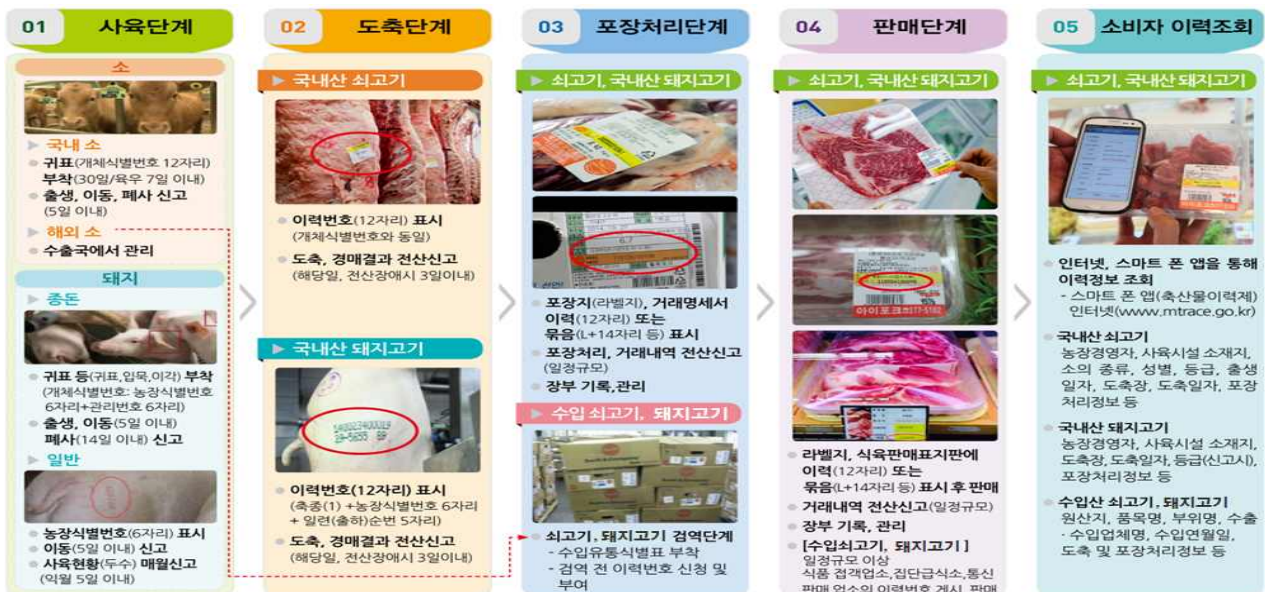 01 사육단계
소
국내 소
귀표(개체식별번호 12자리)
부착(30일/육우 7일 이내)
출생, 이동, 폐사 신고
(5일 이내)
해외 소
수출국에서 관리
돼지
종돈
귀표 등(귀표,입묵,이각) 부착
(개체식별번호: 농장식별번호
6자리+관리번호 6자리)
출생, 이동(5일 이내)
폐사(14일 이내) 신고
일반
농장식별번호(6자리) 표시
이동(5일 이내) 신고
사육현황(두수) 매월신고
(익월 5일 이내)
02 도축단계
국내산 쇠고기
이력번호(12자리) 표시
(개체식별번호와 동일)
도축, 경매결과 전산신고
(해당일, 전산장애시 3일이내)
국내산 돼지고기
이력번호(12자리) 표시
(축종(1) +농장식별번호 6자리
+ 일련(출하)순번 5자리)
도축, 경매결과 전산신고
(해당일, 전산장애시 3일이내)
03 포장처리단계
쇠고기, 국내산 돼지고기
6.7
포장지(라벨지), 거래명세서
이력(12자리) 또는
묶음(L+14자리 등) 표시
포장처리, 거래내역 전산신고
(일정규모)
장부 기록,관리
수입 쇠고기, 돼지고기
쇠고기, 돼지고기 검역단계
- 수입유통식별표 부착
- 검역 전 이력번호 신청 및
부여
04 판매단계
쇠고기, 국내산 돼지고기
아이포크
라벨지, 식육판매표지판에
이력(12자리) 또는
묶음(L+14자리 등) 표시 후 판매
거래내역 전산신고(일정규모)
장부 기록, 관리
[수입쇠고기, 돼지고기 ]
일정규모 이상
식품 접객업소,집단급식소,통신
판매 업소의 이력번호 게시, 판매
05 소비자 이력조회
쇠고기, 국내산 돼지고기
인터넷, 스마트 폰 앱을 통해
이력정보 조회
- 스마트 폰 앱(축산물이력제)
인터넷(www.mtrace.go.kr)
국내산 쇠고기
농장경영자, 사육시설 소재지,
소의 종류, 성별, 등급, 출생
일자, 도축장, 도축일자, 포장
처리정보 등
국내산 돼지고기
농장경영자, 사육시설 소재지,
도축장, 도축일자, 등급(신고시),
포장처리정보 등
수입산 쇠고기, 돼지고기
원산지, 품목명, 부위명, 수출
· 수입업체명, 수입연월일,
도축 및 포장처리정보 등